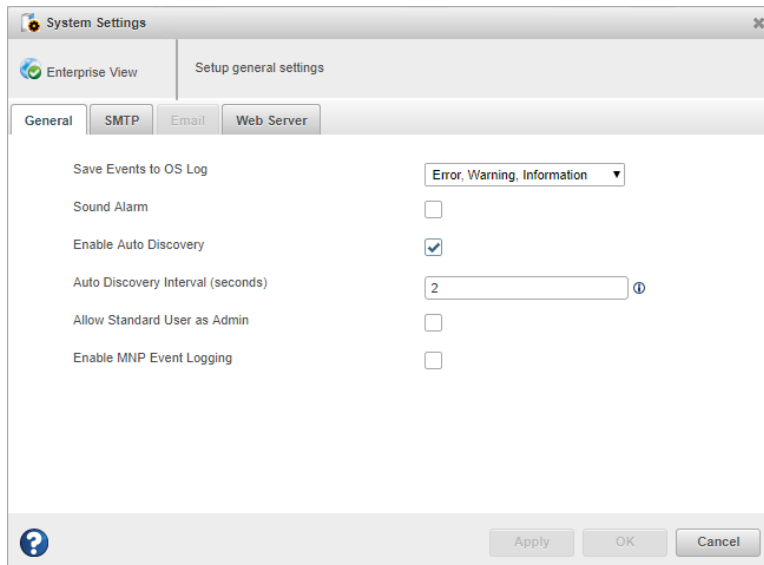 System Settings
Enterprise View
Setup general settings
General
SMTP
Email
Web Server
Save Events to OS Log
Error, Warning, Information
Sound Alarm
Enable Auto Discovery
Auto Discovery Interval (seconds)
2
Allow Standard User as Admin
Enable MNP Event Logging
Apply
OK
Cancel